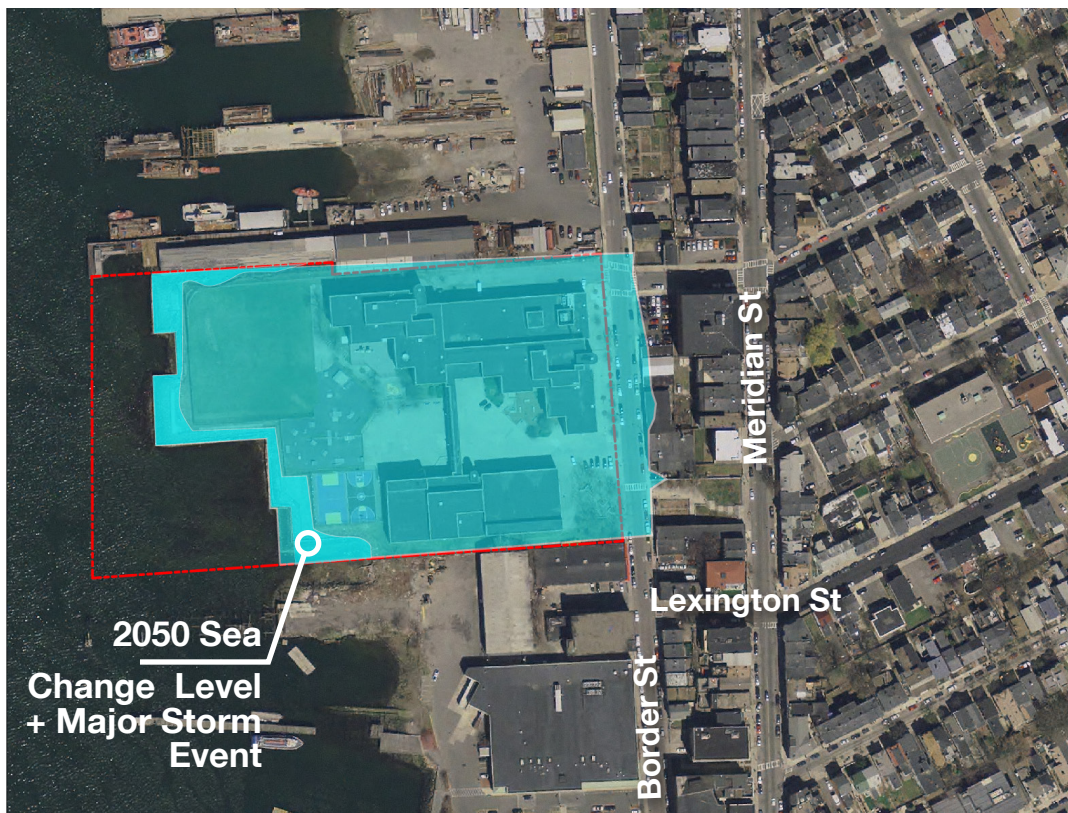 Meridian St
Lexington St
Border St
2050 Sea
Change Level
+ Major Storm
Event